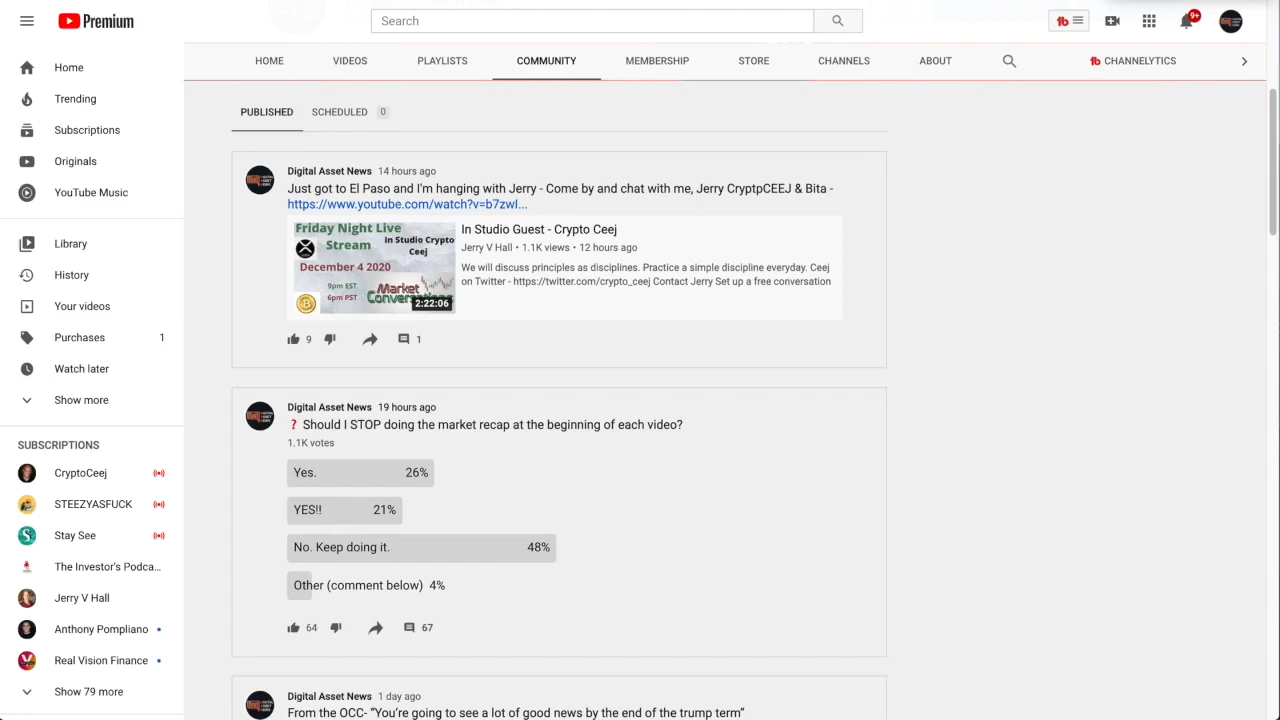 Premium
Search
9+
HOME
VIDEOS
PLAYLISTS
COMMUNITY
MEMBERSHIP
STORE
CHANNELS
ABOUT
CHANNELYTICS
Home
Trending
Subscriptions
Originals
YouTube Music
Library
History
Your videos
Purchases 1
Watch later
Show more
SUBSCRIPTIONS
CryptoCeej
STEEZYASFUCK
Stay See
The Investor's Podca...
Jerry V Hall
Anthony Pompliano
Real Vision Finance
Show 79 more
PUBLISHED
SCHEDULED 0
Digital Asset News 14 hours ago
Just got to El Paso and I'm hanging with Jerry - Come by and chat with me, Jerry CryptpCEEJ & Bita -
https://www.youtube.com/watch?v=b7zwI...
Friday Night Live
Stream
In Studio Crypto
Ceej
December 4 2020
9pm EST
6pm PST
Market
2:22:06
In Studio Guest - Crypto Ceej
Jerry V Hall • 1.1K views • 12 hours ago
We will discuss principles as disciplines. Practice a simple discipline everyday. Ceej
on Twitter - https://twitter.com/crypto_ceej Contact Jerry Set up a free conversation
9
1
Digital Asset News 19 hours ago
❓ Should I STOP doing the market recap at the beginning of each video?
1.1K votes
Yes. 26%
YES!! 21%
No. Keep doing it. 48%
Other (comment below) 4%
64
67
Digital Asset News 1 day ago
From the OCC- “You’re going to see a lot of good news by the end of the trump term”